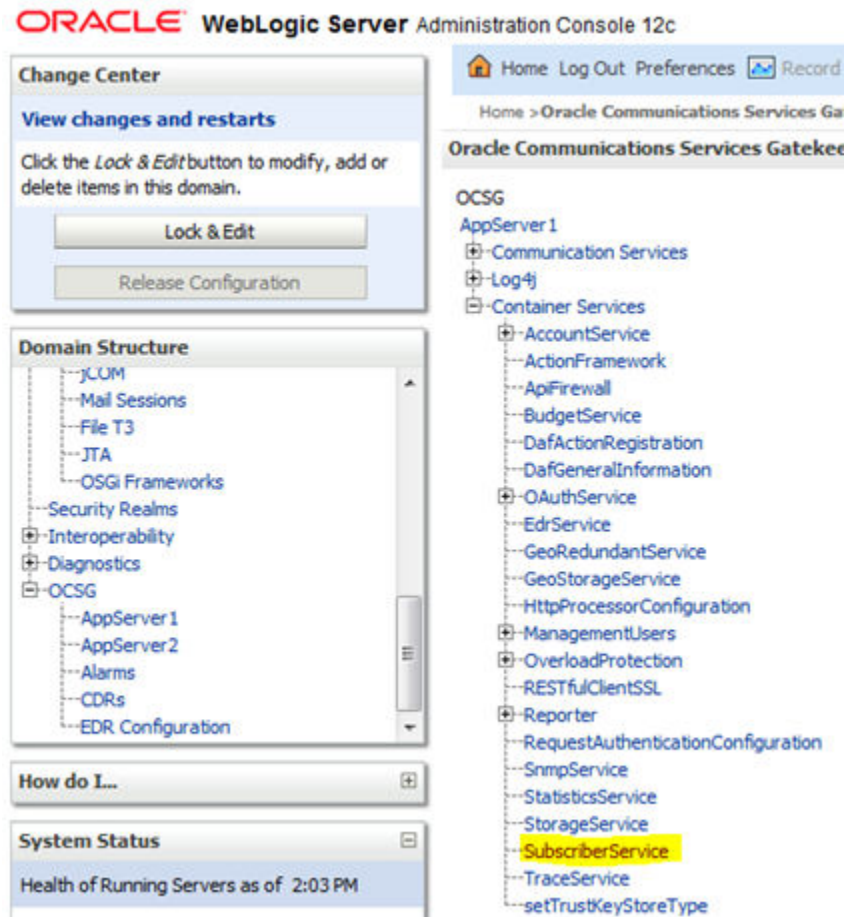 ORACLE WebLogic Server Administration Console 12c
Change Center
View changes and restarts
Click the Lock & Edit button to modify, add or
delete items in this domain.
Lock & Edit
Release Configuration
Domain Structure
jCOM
Mail Sessions
File T3
JTA
OSGi Frameworks
Security Realms
Interoperability
Diagnostics
OCSG
AppServer1
AppServer2
Alarms
CDRs
EDR Configuration
How do I...
System Status
Health of Running Servers as of 2:03 PM
Home Log Out Preferences Record
Home >Oracle Communications Services Ga
Oracle Communications Services Gatekee
OCSG
AppServer1
Communication Services
Log4j
Container Services
AccountService
ActionFramework
ApiFirewall
BudgetService
DafActionRegistration
DafGeneralInformation
OAuthService
EdrService
GeoRedundantService
GeoStorageService
HttpProcessorConfiguration
ManagementUsers
OverloadProtection
RESTfulClientSSL
Reporter
RequestAuthenticationConfiguration
SnmpService
StatisticsService
StorageService
SubscriberService
TraceService
setTrustKeyStoreType